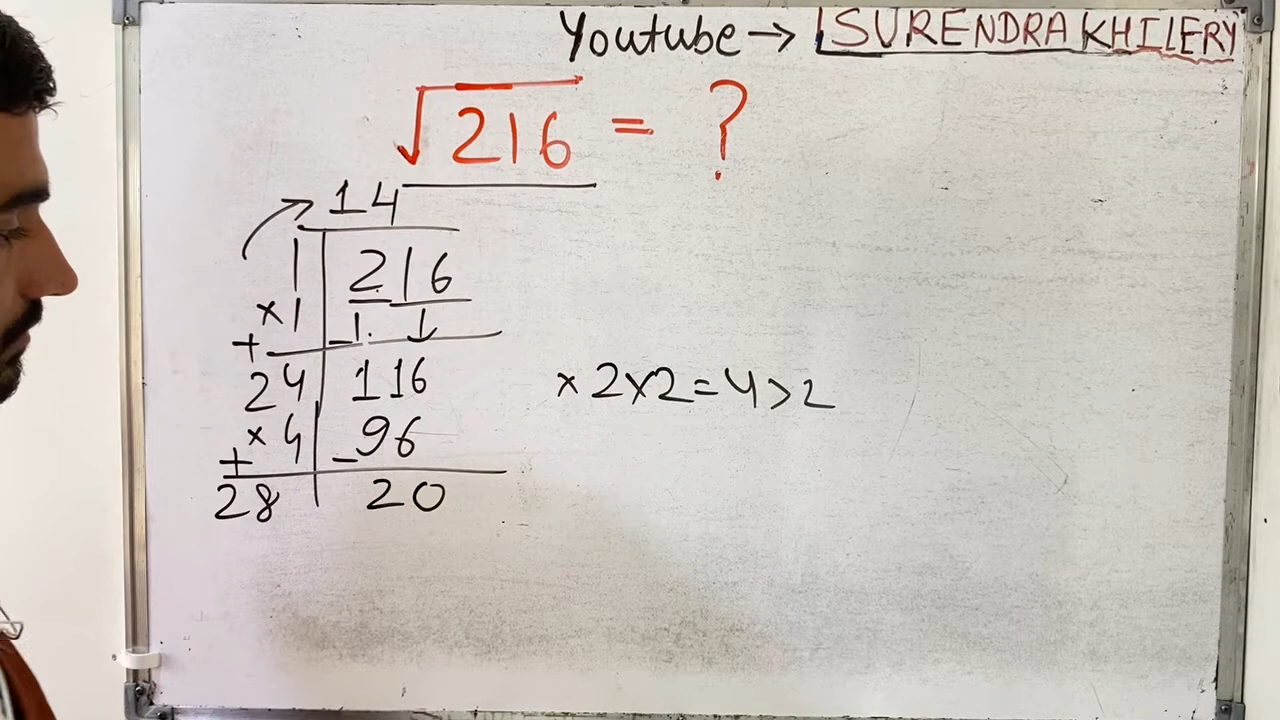 Youtube → SURENDRA KHILERY
√216 = ?
14
1 | 216
×1 | -1 ↓
+
24 | 116
×4 | -96
+
28 | 20
× 2×2=4>2